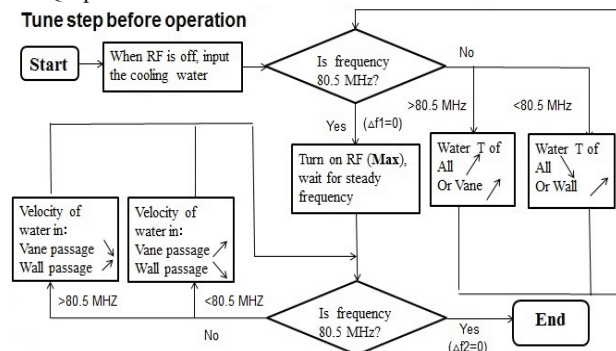 Tune step before operation
Start
When RF is off, input
the cooling water
Is frequency
80.5 MHz?
No
>80.5 MHz
<80.5 MHz
Yes
(△f1=0)
Turn on RF (Max),
wait for steady
frequency
Water T of
All ↗
Or Vane ↗
Water T of
All ↘
Or Wall ↗
Velocity of
water in:
Vane passage ↘
Wall passage ↗
Velocity of
water in:
Vane passage ↗
Wall passage ↘
>80.5 MHZ
<80.5 MHZ
No
Is frequency
80.5 MHz?
Yes
(△f2=0)
End